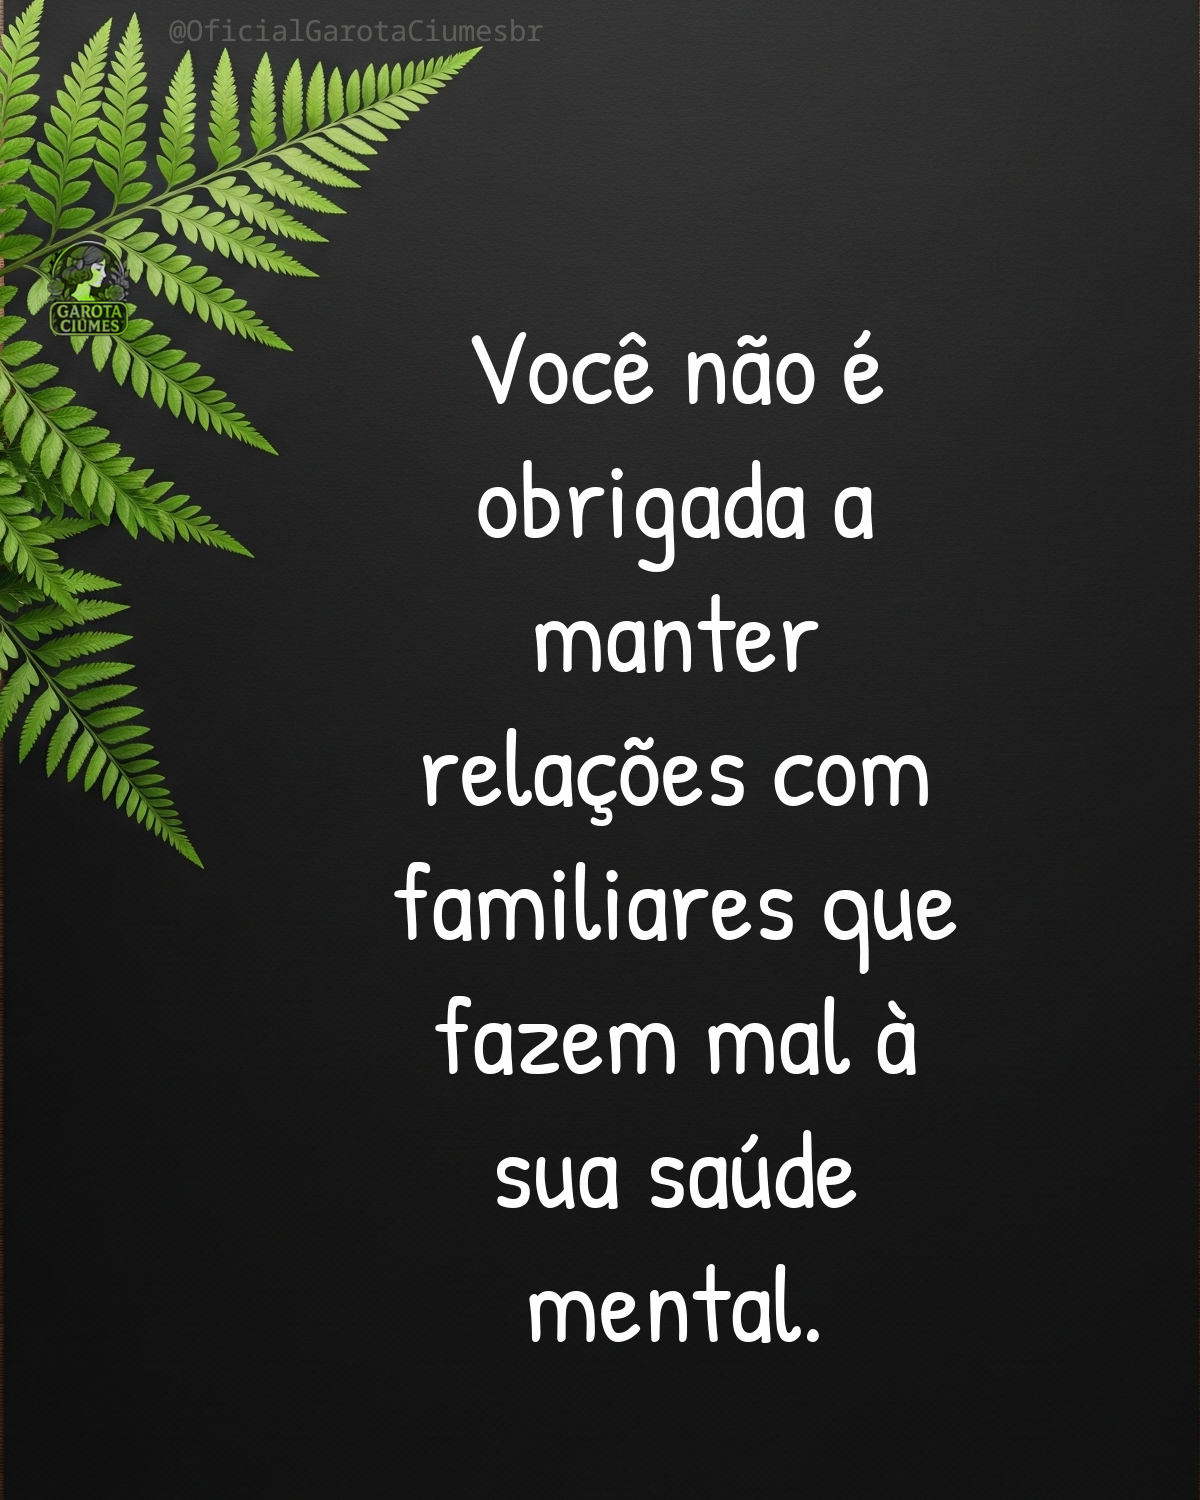 @OficialGarotaCiumesbr
GAROTA
CIÚMES
Você não é
obrigada a
manter
relações com
familiares que
fazem mal à
sua saúde
mental.